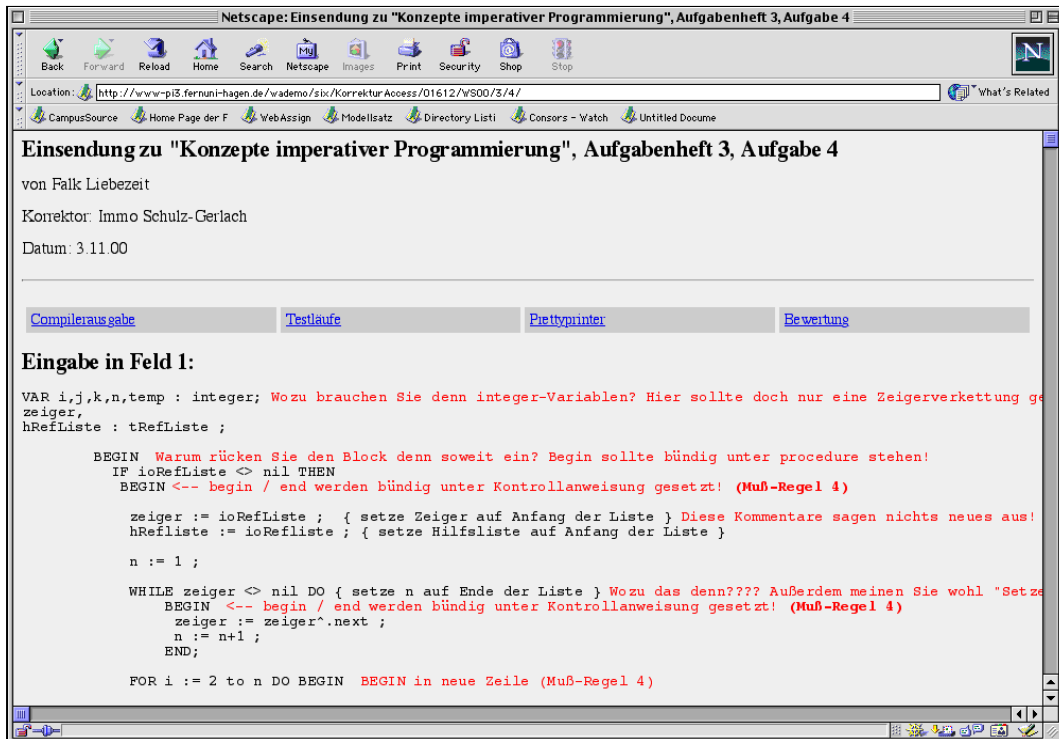 Netscape: Einsendung zu "Konzepte imperativer Programmierung", Aufgabenheft 3, Aufgabe 4
Back Forward Reload Home Search Netscape Images Print Security Shop Stop
My
N
Location: http://www-pi3.fernuni-hagen.de/wademo/six/KorrekturAccess/01612/WS00/3/4/ What's Related
CampusSource Home Page der F WebAssign Modellsatz Directory Listi Consors - Watch Untitled Docume
Einsendung zu "Konzepte imperativer Programmierung", Aufgabenheft 3, Aufgabe 4
von Falk Liebezeit
Korrektor: Immo Schulz-Gerlach
Datum: 3.11.00
Compilerausgabe Testläufe Prettyprinter Bewertung
Eingabe in Feld 1:
VAR i,j,k,n,temp : integer; Wozu brauchen Sie denn integer-Variablen? Hier sollte doch nur eine Zeigerverkettung ge
zeiger,
hRefListe : tRefListe ;
BEGIN Warum rücken Sie den Block denn soweit ein? Begin sollte bündig unter procedure stehen!
IF ioRefListe <> nil THEN
BEGIN <-- begin / end werden bündig unter Kontrollanweisung gesetzt! (Muß-Regel 4)
zeiger := ioRefListe ; { setze Zeiger auf Anfang der Liste } Diese Kommentare sagen nichts neues aus!
hRefliste := ioRefliste ; { setze Hilfsliste auf Anfang der Liste }
n := 1 ;
WHILE zeiger <> nil DO { setze n auf Ende der Liste } Wozu das denn???? Außerdem meinen Sie wohl "Setze
BEGIN <-- begin / end werden bündig unter Kontrollanweisung gesetzt! (Muß-Regel 4)
zeiger := zeiger^.next ;
n := n+1 ;
END;
FOR i := 2 to n DO BEGIN BEGIN in neue Zeile (Muß-Regel 4)